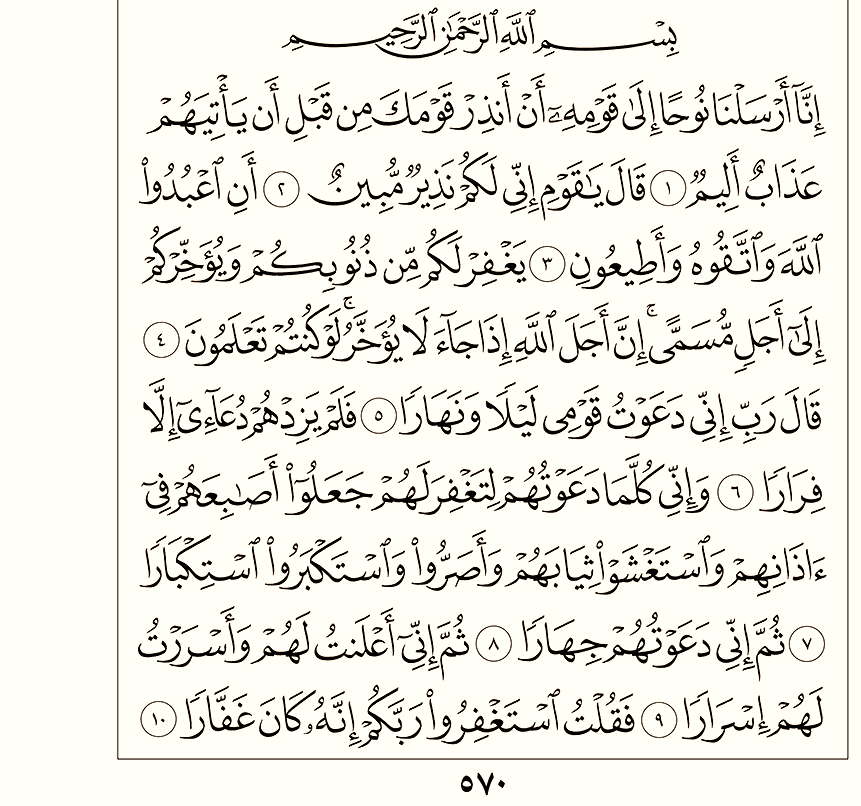 بِسْمِ ٱللَّهِ ٱلرَّحْمَٰنِ ٱلرَّحِيمِ
إِنَّآ أَرْسَلْنَا نُوحًا إِلَىٰ قَوْمِهِۦٓ أَنْ أَنذِرْ قَوْمَكَ مِن قَبْلِ أَن يَأْتِيَهُمْ
عَذَابٌ أَلِيمٌ ١ قَالَ يَٰقَوْمِ إِنِّى لَكُمْ نَذِيرٌ مُّبِينٌ ٢ أَنِ ٱعْبُدُوا۟
ٱللَّهَ وَٱتَّقُوهُ وَأَطِيعُونِ ٣ يَغْفِرْ لَكُم مِّن ذُنُوبِكُمْ وَيُؤَخِّرْكُمْ
إِلَىٰٓ أَجَلٍ مُّسَمًّى ۚ إِنَّ أَجَلَ ٱللَّهِ إِذَا جَآءَ لَا يُؤَخَّرُ ۚ لَوْ كُنتُمْ تَعْلَمُونَ ٤
قَالَ رَبِّ إِنِّى دَعَوْتُ قَوْمِى لَيْلًا وَنَهَارًا ٥ فَلَمْ يَزِدْهُمْ دُعَآءِىٓ إِلَّا
فِرَارًا ٦ وَإِنِّى كُلَّمَا دَعَوْتُهُمْ لِتَغْفِرَ لَهُمْ جَعَلُوٓا۟ أَصَٰبِعَهُمْ فِىٓ
ءَاذَانِهِمْ وَٱسْتَغْشَوْا۟ ثِيَابَهُمْ وَأَصَرُّوا۟ وَٱسْتَكْبَرُوا۟ ٱسْتِكْبَارًا
٧ ثُمَّ إِنِّى دَعَوْتُهُمْ جِهَارًا ٨ ثُمَّ إِنِّىٓ أَعْلَنتُ لَهُمْ وَأَسْرَرْتُ
لَهُمْ إِسْرَارًا ٩ فَقُلْتُ ٱسْتَغْفِرُوا۟ رَبَّكُمْ إِنَّهُۥ كَانَ غَفَّارًا ١٠
٥٧٠